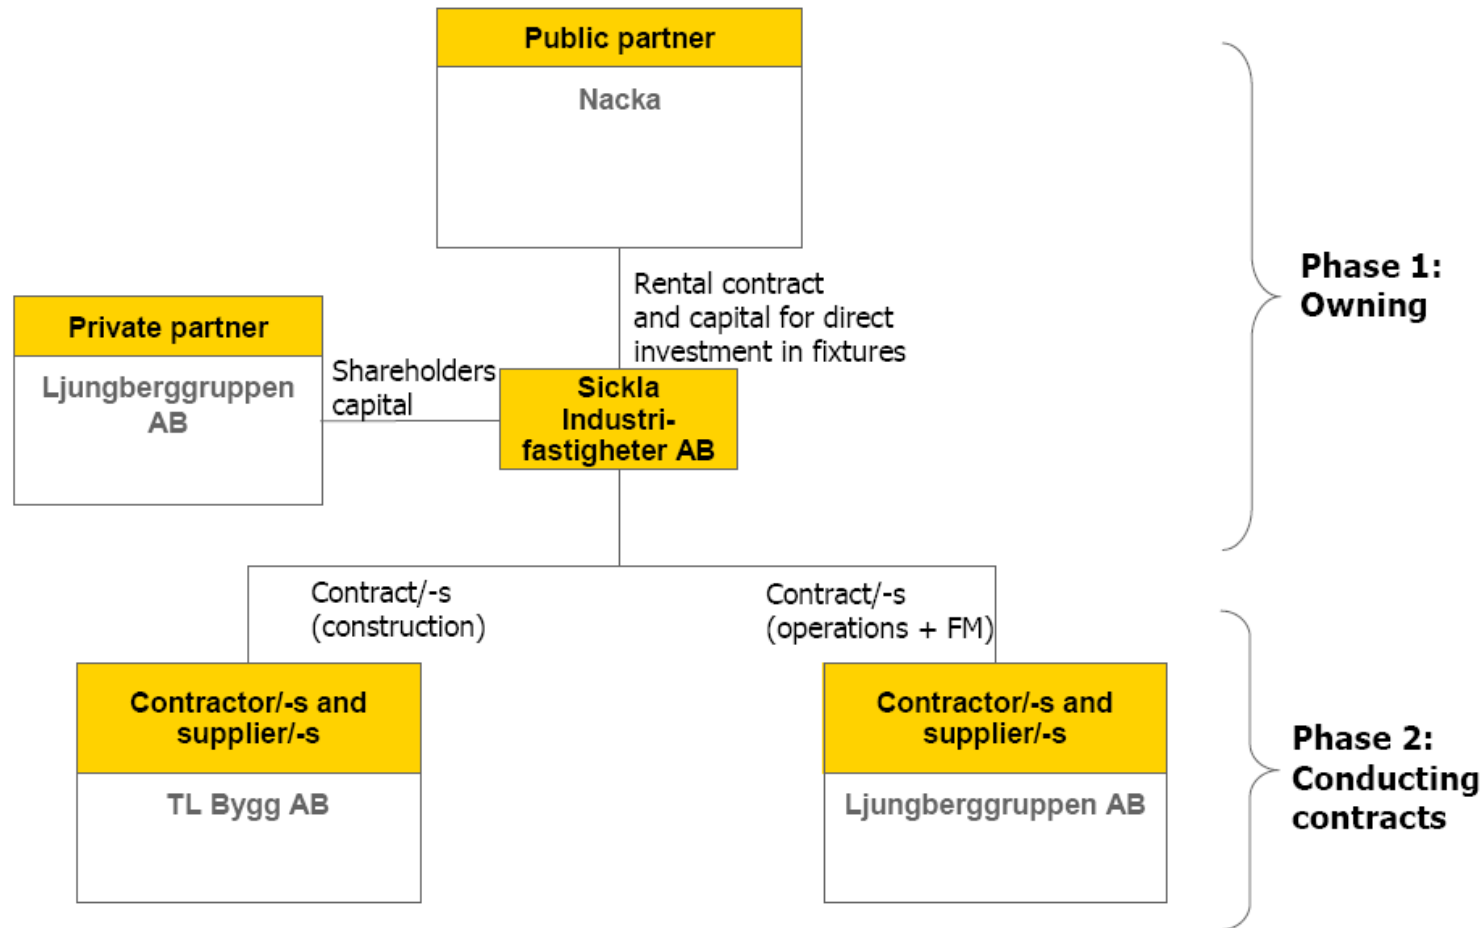 Public partner
Nacka
Rental contract
and capital for direct
investment in fixtures
Phase 1:
Owning
Private partner
Ljungberggruppen
AB
Shareholders
capital
Sickla
Industri-
fastigheter AB
Contract/-s
(construction)
Contract/-s
(operations + FM)
Contractor/-s and
supplier/-s
TL Bygg AB
Contractor/-s and
supplier/-s
Ljungberggruppen AB
Phase 2:
Conducting
contracts